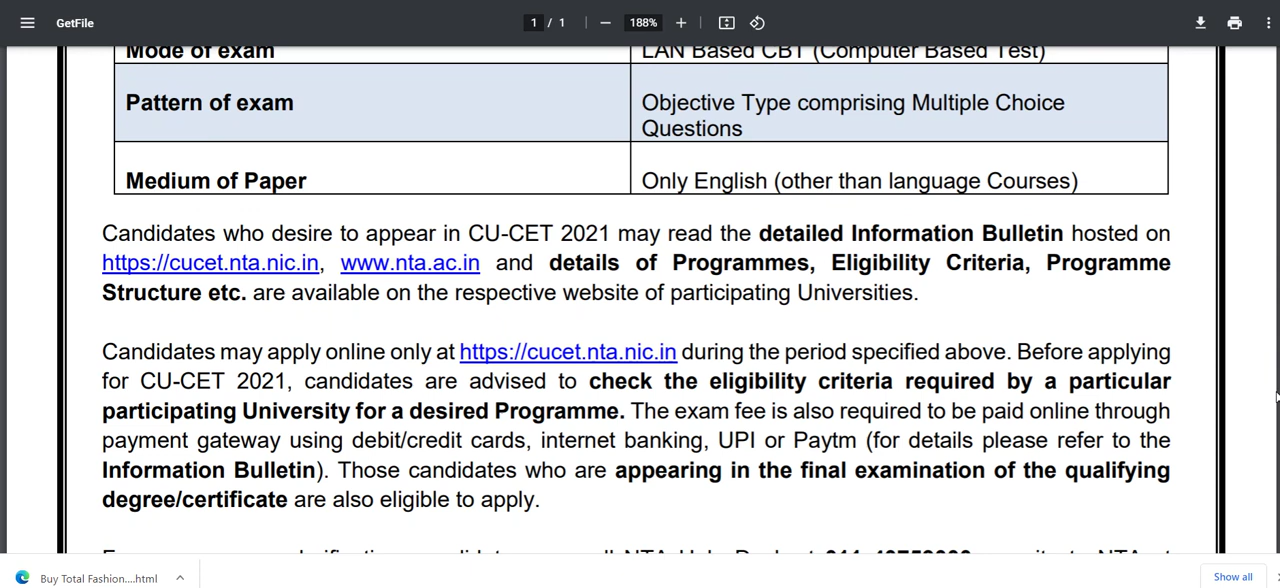 GetFile
1 / 1
188%
Mode of exam
LAN Based CBT (Computer Based Test)
Pattern of exam
Objective Type comprising Multiple Choice
Questions
Medium of Paper
Only English (other than language Courses)
Candidates who desire to appear in CU-CET 2021 may read the detailed Information Bulletin hosted on
https://cucet.nta.nic.in, www.nta.ac.in and details of Programmes, Eligibility Criteria, Programme
Structure etc. are available on the respective website of participating Universities.
Candidates may apply online only at https://cucet.nta.nic.in during the period specified above. Before applying
for CU-CET 2021, candidates are advised to check the eligibility criteria required by a particular
participating University for a desired Programme. The exam fee is also required to be paid online through
payment gateway using debit/credit cards, internet banking, UPI or Paytm (for details please refer to the
Information Bulletin). Those candidates who are appearing in the final examination of the qualifying
degree/certificate are also eligible to apply.
Buy Total Fashion....html
Show all